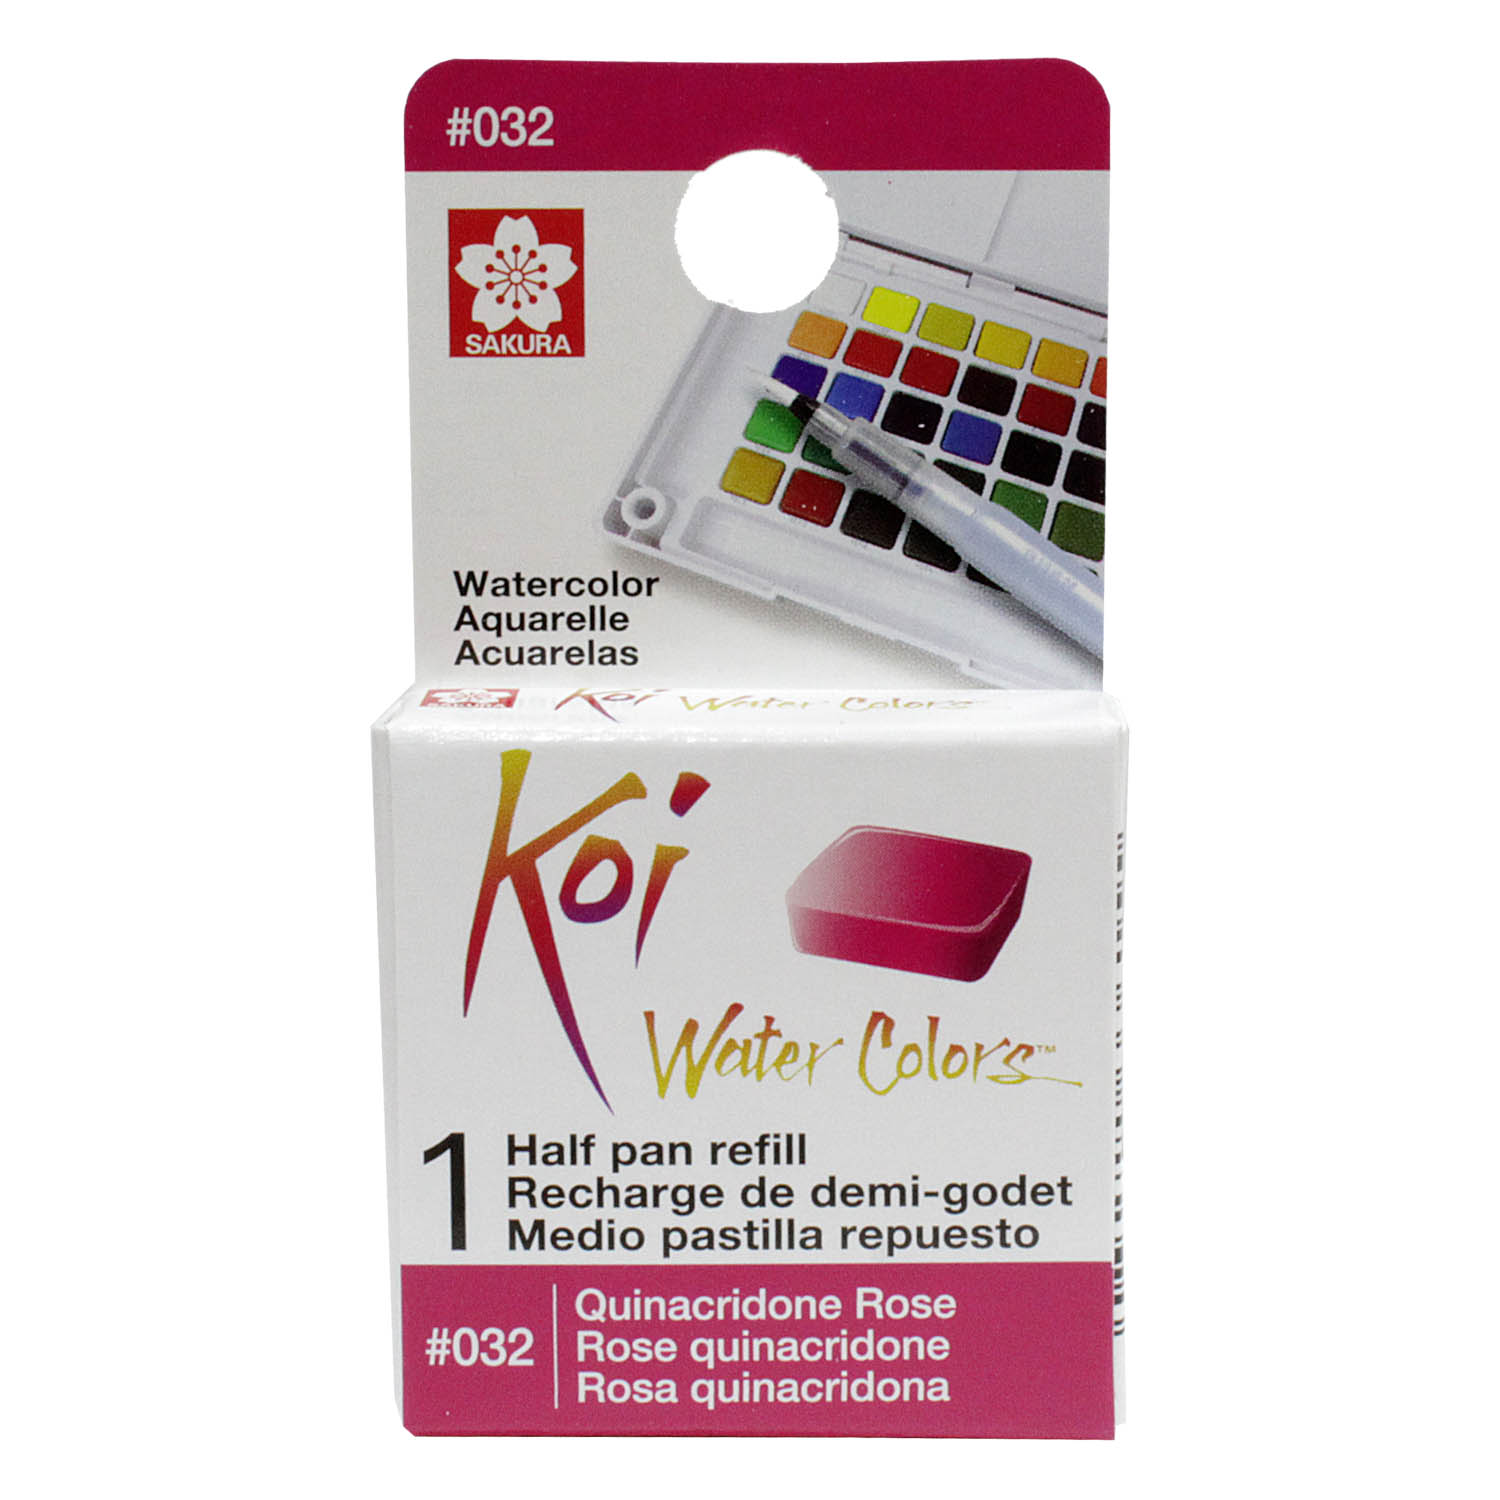 #032
SAKURA
Watercolor
Aquarelle
Acuarelas
SAKURA Koi Water Colors
Koi
Water Colors™
1 Half pan refill
Recharge de demi-godet
Medio pastilla repuesto
#032
Quinacridone Rose
Rose quinacridone
Rosa quinacridona